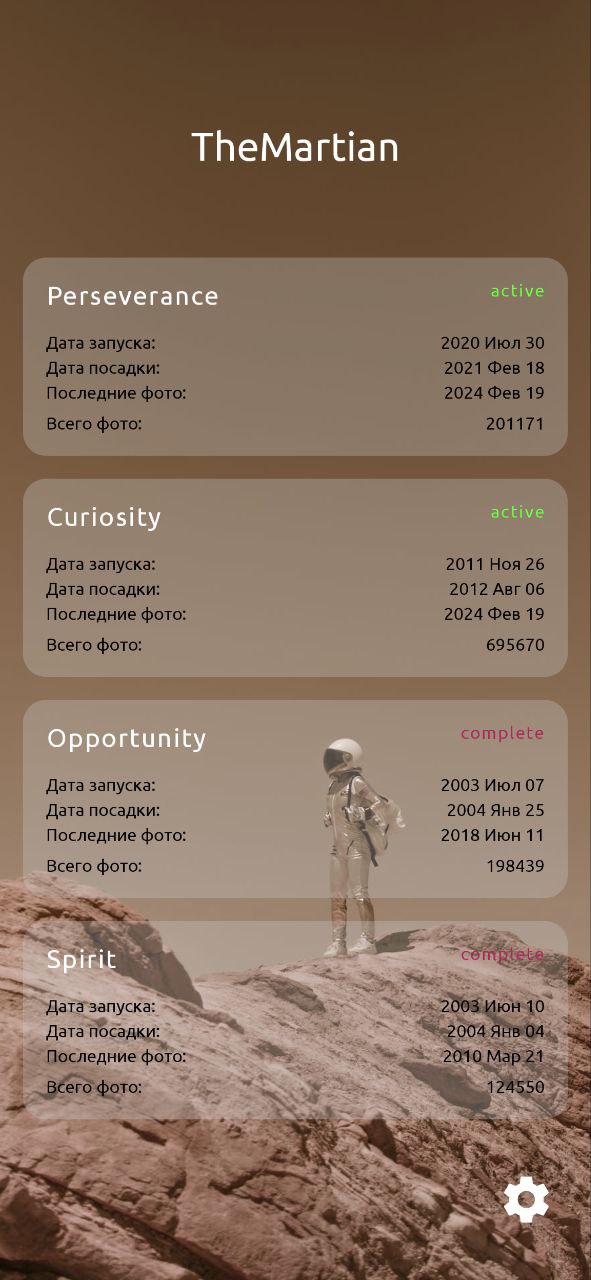 TheMartian
Perseverance active
Дата запуска: 2020 Июл 30
Дата посадки: 2021 Фев 18
Последние фото: 2024 Фев 19
Всего фото: 201171
Curiosity active
Дата запуска: 2011 Ноя 26
Дата посадки: 2012 Авг 06
Последние фото: 2024 Фев 19
Всего фото: 695670
Opportunity complete
Дата запуска: 2003 Июл 07
Дата посадки: 2004 Янв 25
Последние фото: 2018 Июн 11
Всего фото: 198439
Spirit complete
Дата запуска: 2003 Июн 10
Дата посадки: 2004 Янв 04
Последние фото: 2010 Мар 21
Всего фото: 124550